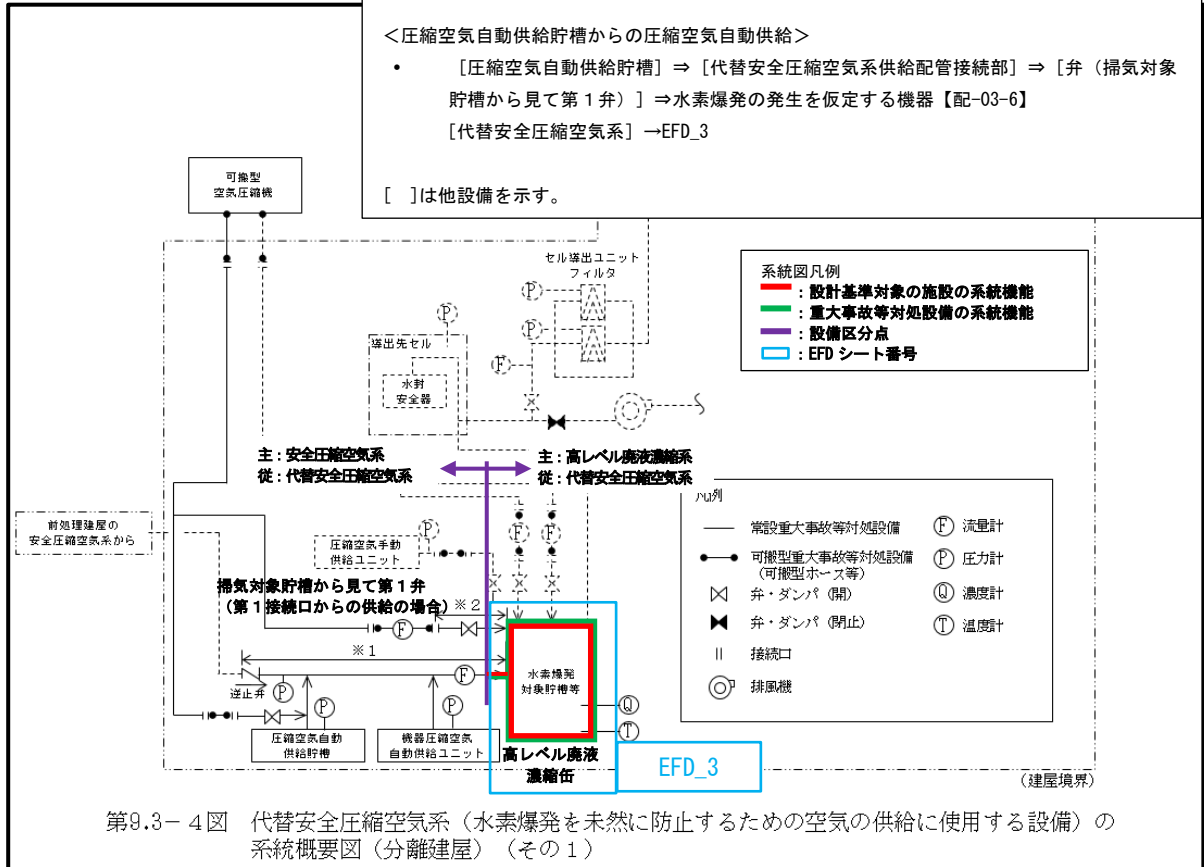 ＜圧縮空気自動供給貯槽からの圧縮空気自動供給＞
• ［圧縮空気自動供給貯槽］⇒［代替安全圧縮空気系供給配管接続部］⇒［弁（掃気対象
貯槽から見て第１弁）］⇒水素爆発の発生を仮定する機器【配-03-6】
［代替安全圧縮空気系］→EFD_3
［　］は他設備を示す。
可搬型
空気圧縮機
セル導出ユニット
フィルタ
系統図凡例
：設計基準対象の施設の系統機能
：重大事故等対処設備の系統機能
：設備区分点
：EFDシート番号
P
P
P
F
導出先セル
水封
安全器
主：安全圧縮空気系
従：代替安全圧縮空気系
主：高レベル廃液濃縮系
従：代替安全圧縮空気系
凡例
常設重大事故等対処設備
可搬型重大事故等対処設備
（可搬型ホース等）
弁・ダンパ（開）
弁・ダンパ（閉止）
接続口
排風機
F 流量計
P 圧力計
Q 濃度計
T 温度計
前処理建屋の
安全圧縮空気系から
圧縮空気手動
供給ユニット
P
F
F
掃気対象貯槽から見て第１弁
（第１接続口からの供給の場合）
※２
F
※１
逆止弁
P
P
P
F
水素爆発
対象貯槽等
Q
T
圧縮空気自動
供給貯槽
機器圧縮空気
自動供給ユニット
高レベル廃液
濃縮缶
EFD_3
（建屋境界）
第9.3－４図　代替安全圧縮空気系（水素爆発を未然に防止するための空気の供給に使用する設備）の
系統概要図（分離建屋）（その１）